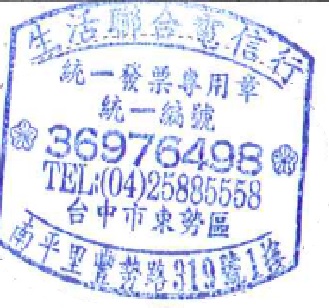 生活聯合電信行
統一發票專用章
統一編號
36976498
TEL:(04)25885558
台中市東勢區
南平里豐勢路319號1樓